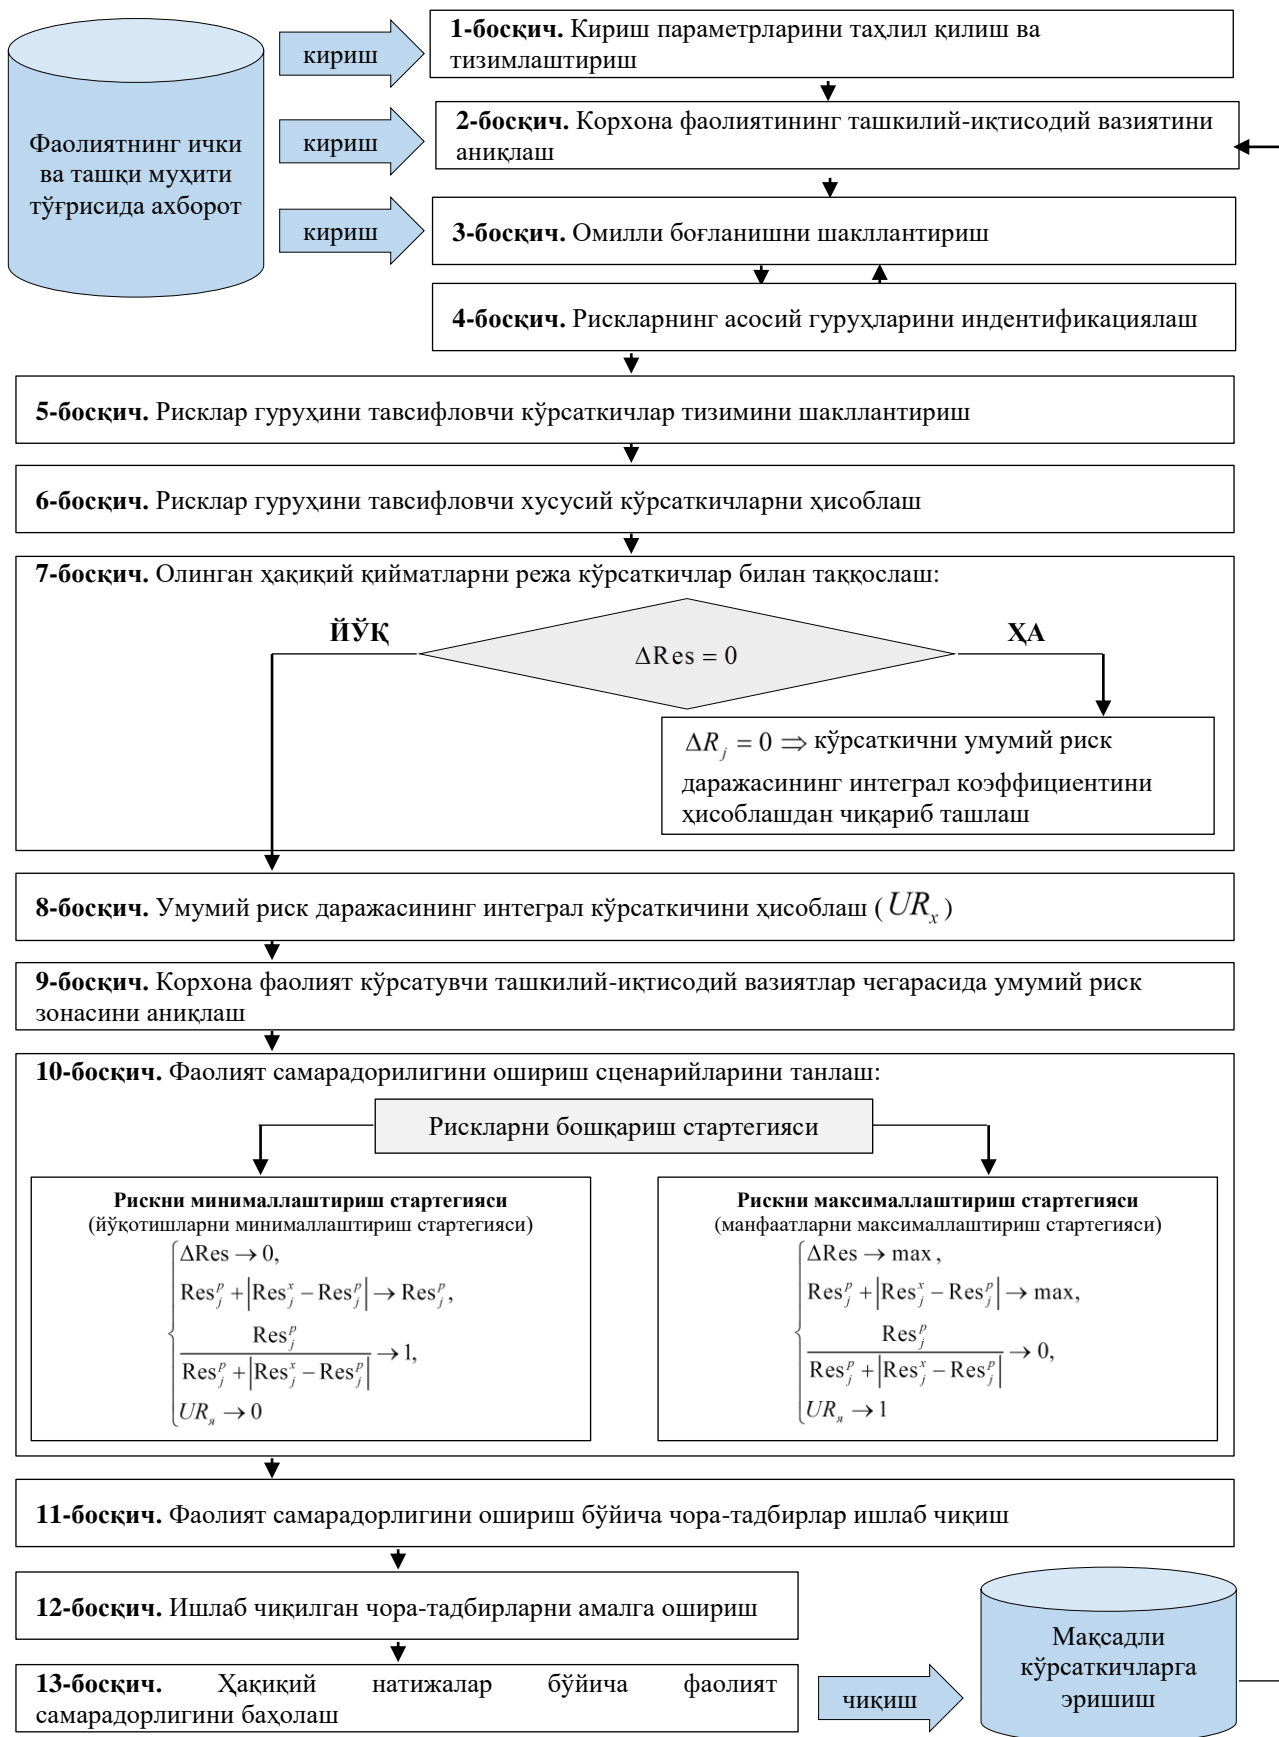 Фаолиятнинг ички
ва ташқи муҳити
тўғрисида ахборот
кириш
1-босқич. Кириш параметрларини таҳлил қилиш ва
тизимлаштириш
кириш
2-босқич. Корхона фаолиятининг ташкилий-иқтисодий вазиятини
аниқлаш
кириш
3-босқич. Омилли боғланишни шакллантириш
4-босқич. Рискларнинг асосий гуруҳларини индентификациялаш
5-босқич. Рисклар гуруҳини тавсифловчи кўрсаткичлар тизимини шакллантириш
6-босқич. Рисклар гуруҳини тавсифловчи хусусий кўрсаткичларни ҳисоблаш
7-босқич. Олинган ҳақиқий қийматларни режа кўрсаткичлар билан таққослаш:
ЙЎҚ
ҲА
ΔRes = 0
ΔR_j = 0 ⇒ кўрсаткични умумий риск
даражасининг интеграл коэффициентини
ҳисоблашдан чиқариб ташлаш
8-босқич. Умумий риск даражасининг интеграл кўрсаткичини ҳисоблаш ( UR_x )
9-босқич. Корхона фаолият кўрсатувчи ташкилий-иқтисодий вазиятлар чегарасида умумий риск
зонасини аниқлаш
10-босқич. Фаолият самарадорилигини ошириш сценарийларини танлаш:
Рискларни бошқариш стартегияси
Рискни минималлаштириш стартегияси
(йўқотишларни минималлаштириш стартегияси)
ΔRes → 0,
Res_j^p + |Res_j^x − Res_j^p| → Res_j^p,
Res_j^p
Res_j^p + |Res_j^x − Res_j^p| → 1,
UR_я → 0
Рискни максималлаштириш стартегияси
(манфаатларни максималлаштириш стартегияси)
ΔRes → max ,
Res_j^p + |Res_j^x − Res_j^p| → max,
Res_j^p
Res_j^p + |Res_j^x − Res_j^p| → 0,
UR_я → 1
11-босқич. Фаолият самарадорлигини ошириш бўйича чора-тадбирлар ишлаб чиқиш
12-босқич. Ишлаб чиқилган чора-тадбирларни амалга ошириш
13-босқич. Ҳақиқий натижалар бўйича фаолият
самарадорлигини баҳолаш
чиқиш
Мақсадли
кўрсаткичларга
эришиш